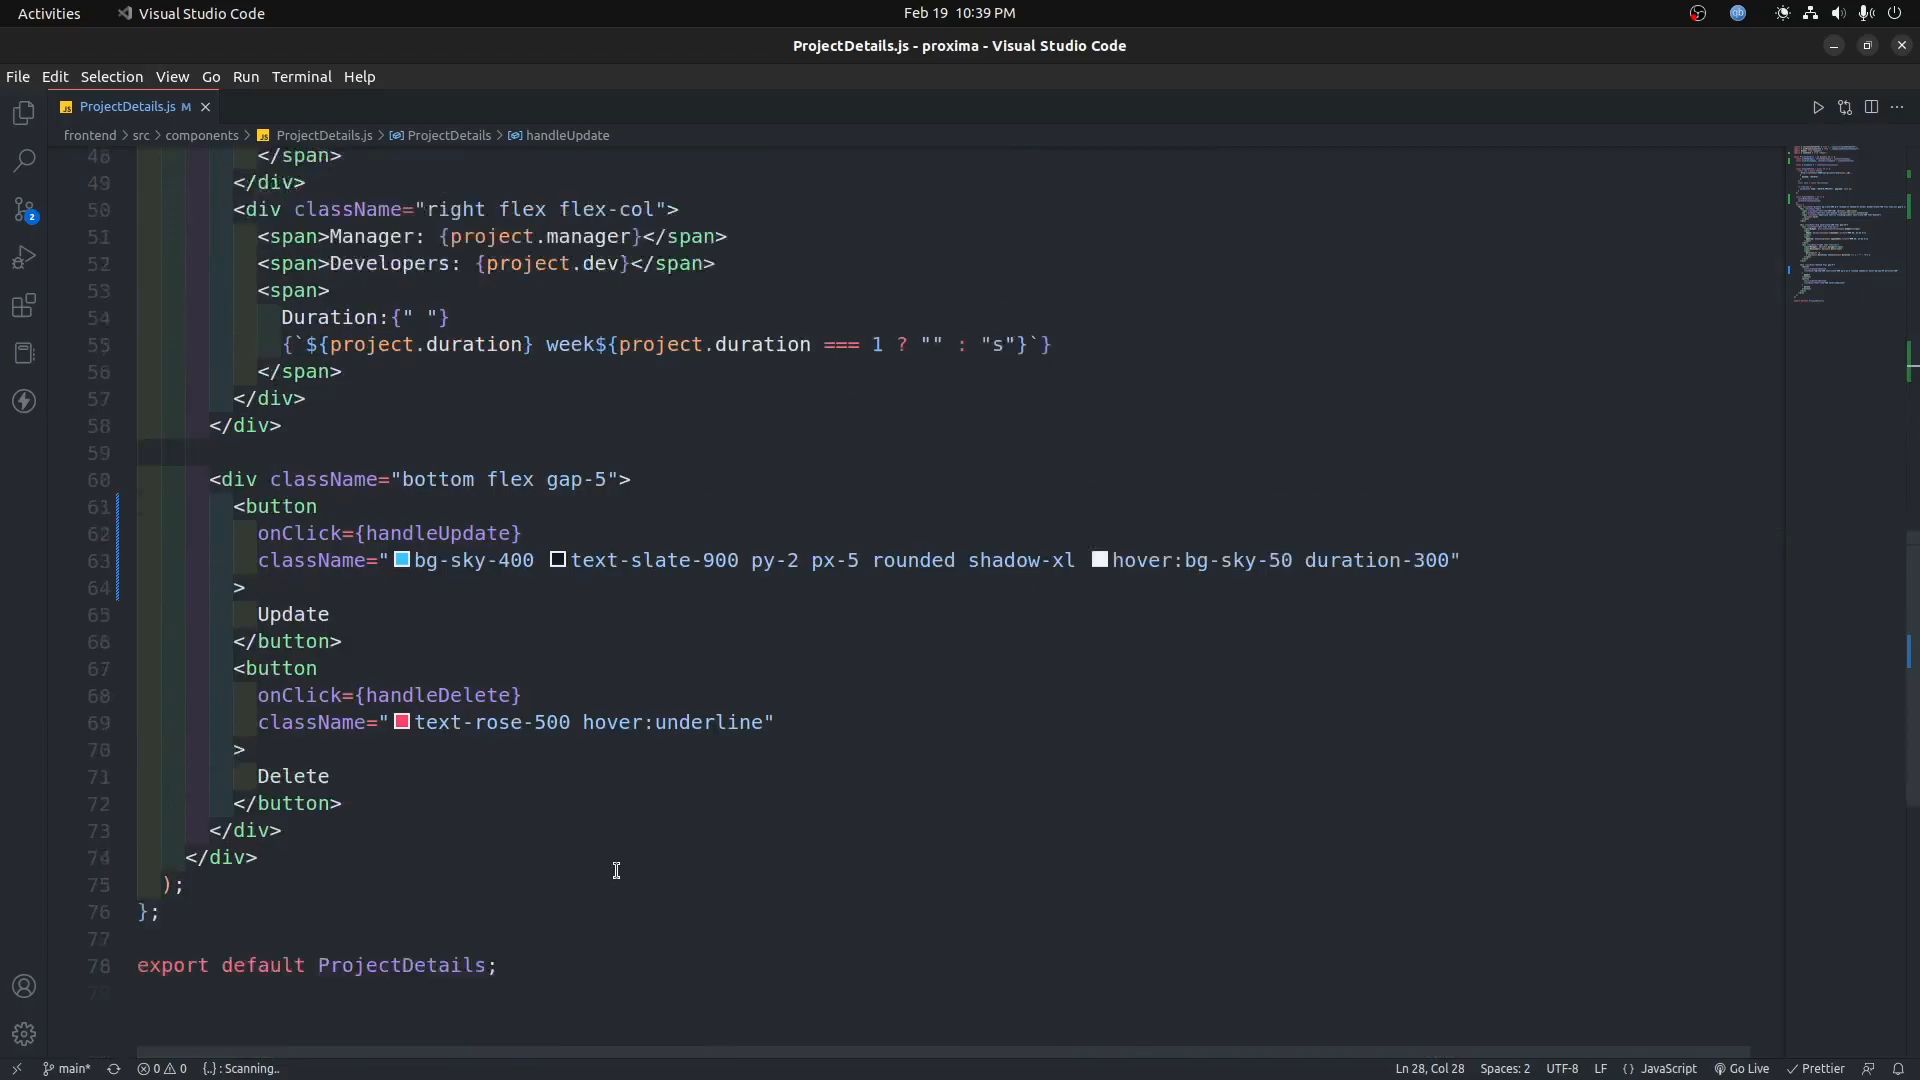 Activities
Visual Studio Code
Feb 19 10:39 PM
qb
ProjectDetails.js - proxima - Visual Studio Code
File Edit Selection View Go Run Terminal Help
JS ProjectDetails.js M
frontend > src > components > JS ProjectDetails.js > ProjectDetails > handleUpdate
48 </span>
49 </div>
50 <div className="right flex flex-col">
51 <span>Manager: {project.manager}</span>
52 <span>Developers: {project.dev}</span>
53 <span>
54 Duration:{" "}
55 {`${project.duration} week${project.duration === 1 ? "" : "s"}`}
56 </span>
57 </div>
58 </div>
59
60 <div className="bottom flex gap-5">
61 <button
62 onClick={handleUpdate}
63 className="bg-sky-400 text-slate-900 py-2 px-5 rounded shadow-xl hover:bg-sky-50 duration-300"
64 >
65 Update
66 </button>
67 <button
68 onClick={handleDelete}
69 className="text-rose-500 hover:underline"
70 >
71 Delete
72 </button>
73 </div>
74 </div>
75 );
76 };
77
78 export default ProjectDetails;
79
2
main* 0 0 {..} : Scanning..
Ln 28, Col 28 Spaces: 2 UTF-8 LF {} JavaScript Go Live Prettier